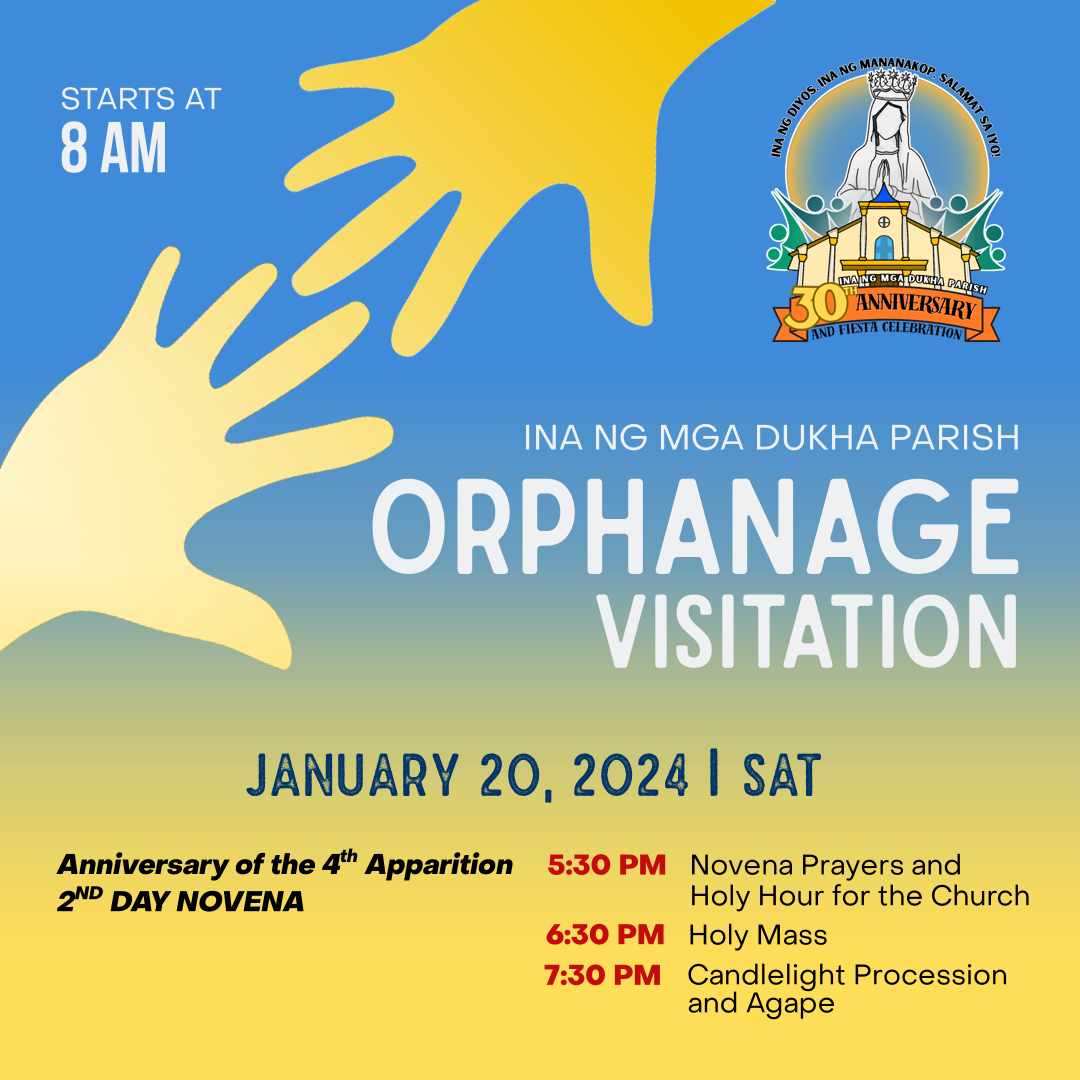 STARTS AT
8 AM
INA NG DIYOS, INA NG MANANAKOP, SALAMAT SA IYO!
INA NG MGA DUKHA PARISH
30TH ANNIVERSARY
AND FIESTA CELEBRATION
INA NG MGA DUKHA PARISH
ORPHANAGE
VISITATION
JANUARY 20, 2024 | SAT
Anniversary of the 4th Apparition
2ND DAY NOVENA
5:30 PM Novena Prayers and
Holy Hour for the Church
6:30 PM Holy Mass
7:30 PM Candlelight Procession
and Agape